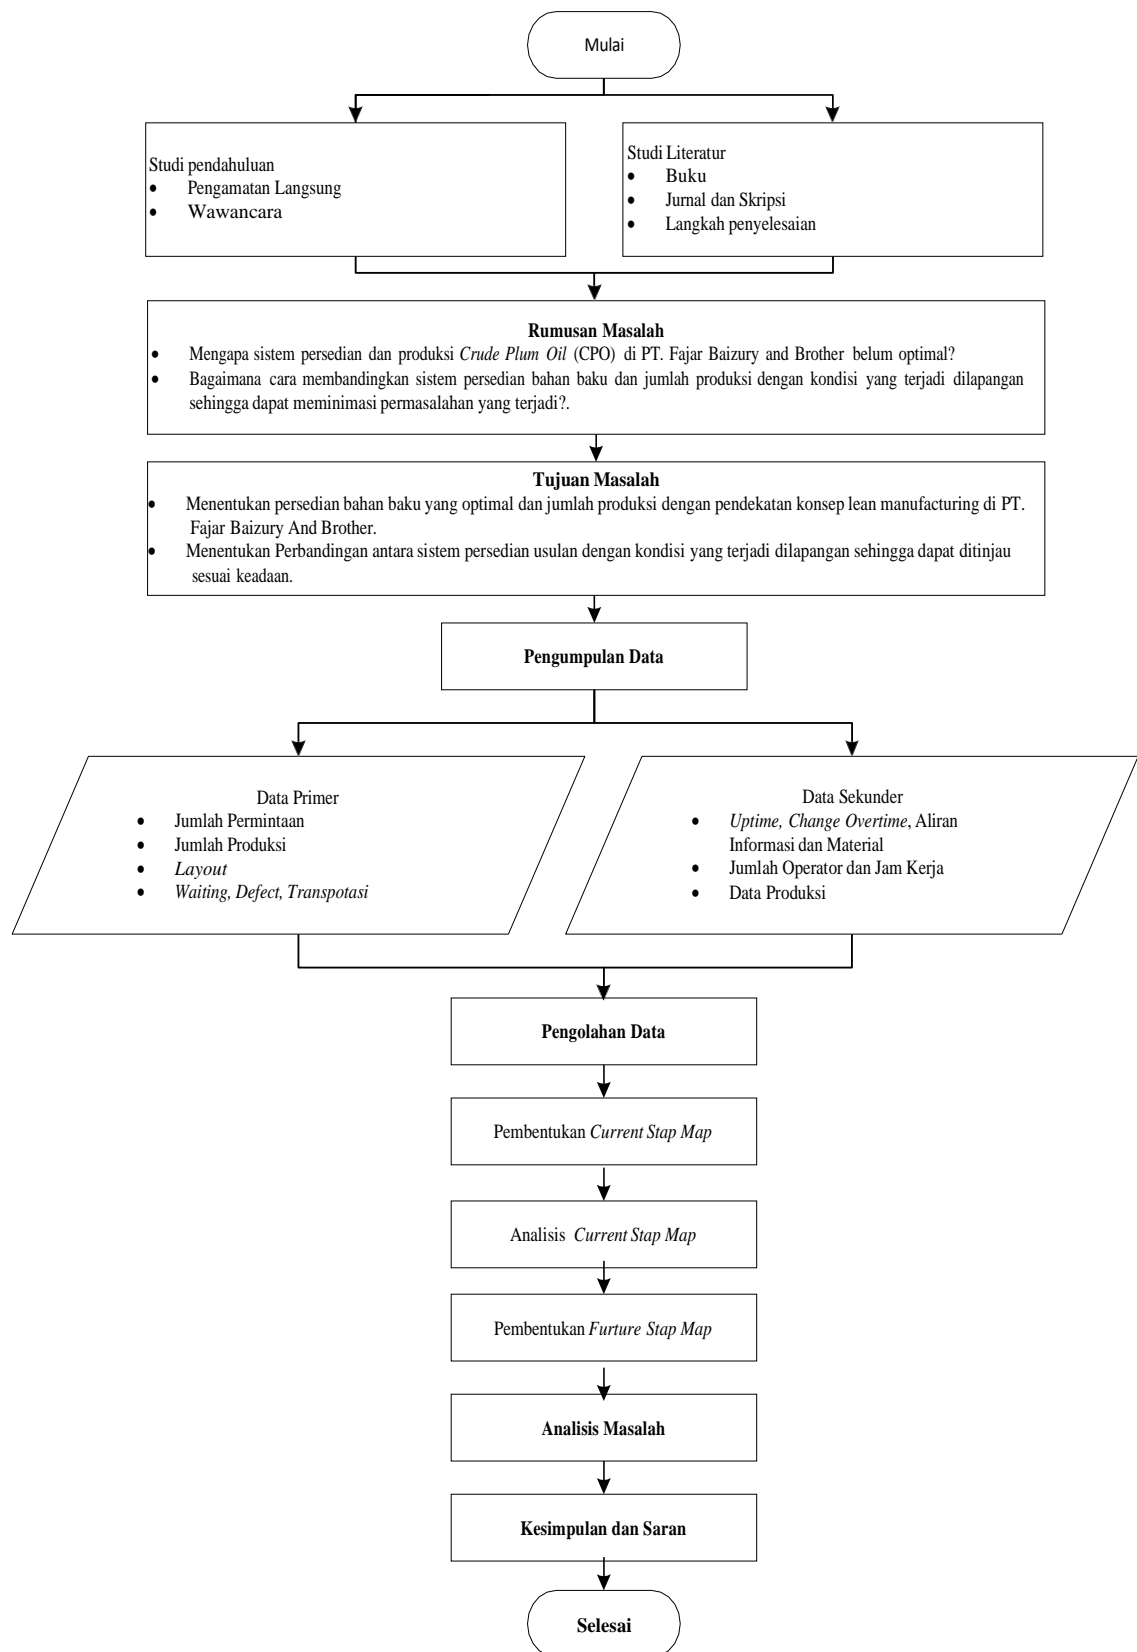 Mulai
Studi pendahuluan
• Pengamatan Langsung
• Wawancara
Studi Literatur
• Buku
• Jurnal dan Skripsi
• Langkah penyelesaian
Rumusan Masalah
• Mengapa sistem persedian dan produksi Crude Plum Oil (CPO) di PT. Fajar Baizury and Brother belum optimal?
• Bagaimana cara membandingkan sistem persedian bahan baku dan jumlah produksi dengan kondisi yang terjadi dilapangan
sehingga dapat meminimasi permasalahan yang terjadi?.
Tujuan Masalah
• Menentukan persedian bahan baku yang optimal dan jumlah produksi dengan pendekatan konsep lean manufacturing di PT.
Fajar Baizury And Brother.
• Menentukan Perbandingan antara sistem persedian usulan dengan kondisi yang terjadi dilapangan sehingga dapat ditinjau
sesuai keadaan.
Pengumpulan Data
Data Primer
• Jumlah Permintaan
• Jumlah Produksi
• Layout
• Waiting, Defect, Transpotasi
Data Sekunder
• Uptime, Change Overtime, Aliran
Informasi dan Material
• Jumlah Operator dan Jam Kerja
• Data Produksi
Pengolahan Data
Pembentukan Current Stap Map
Analisis Current Stap Map
Pembentukan Furture Stap Map
Analisis Masalah
Kesimpulan dan Saran
Selesai